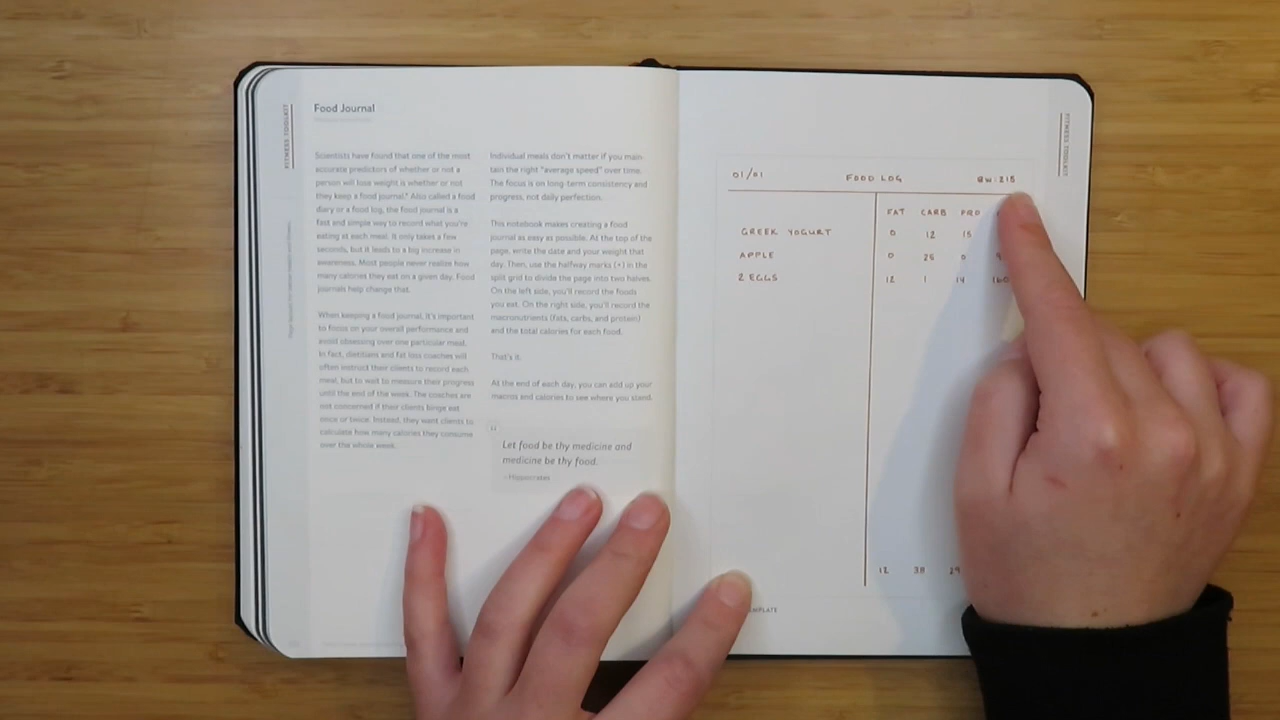 FITNESS TOOLKIT
Food Journal
Scientists have found that one of the most
accurate predictors of whether or not a
person will lose weight is whether or not
they keep a food journal.* Also called a food
diary or a food log, the food journal is a
fast and simple way to record what you're
eating at each meal. It only takes a few
seconds, but it leads to a big increase in
awareness. Most people never realize how
many calories they eat on a given day. Food
journals help change that.
When keeping a food journal, it's important
to focus on your overall performance and
avoid obsessing over one particular meal.
In fact, dietitians and fat loss coaches will
often instruct their clients to record each
meal, but to wait to measure their progress
until the end of the week. The coaches are
not concerned if their clients binge eat
once or twice. Instead, they want clients to
calculate how many calories they consume
over the whole week.
Individual meals don't matter if you main-
tain the right "average speed" over time.
The focus is on long-term consistency and
progress, not daily perfection.
This notebook makes creating a food
journal as easy as possible. At the top of the
page, write the date and your weight that
day. Then, use the halfway marks (+) in the
split grid to divide the page into two halves.
On the left side, you'll record the foods
you eat. On the right side, you'll record the
macronutrients (fats, carbs, and protein)
and the total calories for each food.
That's it.
At the end of each day, you can add up your
macros and calories to see where you stand.
Let food be thy medicine and
medicine be thy food.
- Hippocrates
FITNESS TOOLKIT
01/01 FOOD LOG BW: 215
FAT CARB PRO
GREEK YOGURT 0 12 15
APPLE 0 25 0
2 EGGS 12 1 14 160
12 38 29